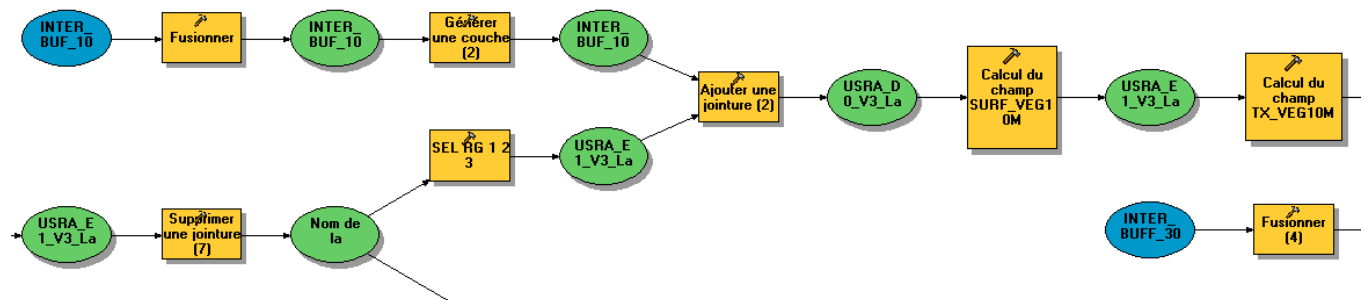 INTER_
BUF_10
Fusionner
INTER_
BUF_10
Générer
une couche
(2)
INTER_
BUF_10
Ajouter une
jointure (2)
USRA_D
0_V3_La
Calcul du
champ
SURF_VEG1
0M
USRA_E
1_V3_La
Calcul du
champ
TX_VEG10M
SEL RG 1 2
3
USRA_E
1_V3_La
USRA_E
1_V3_La
Supprimer
une jointure
(7)
Nom de
la
INTER_
BUFF_30
Fusionner
(4)